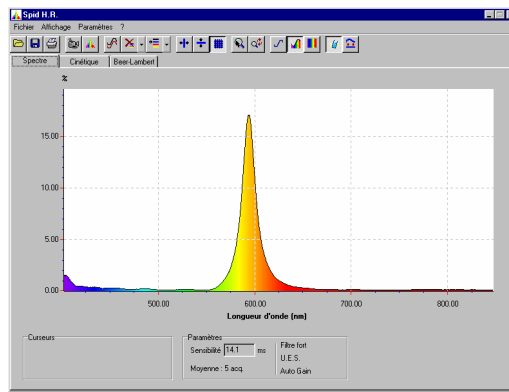 Spid H.R.
Fichier Affichage Paramètres ?
Spectre Cinétique Beer-Lambert
%
15.00
10.00
5.00
0.00
500.00 600.00 700.00 800.00
Longueur d'onde (nm)
Curseurs
Paramètres
Sensibilité 14.1 ms
Moyenne : 5 acq.
Filtre fort
U.E.S.
Auto Gain